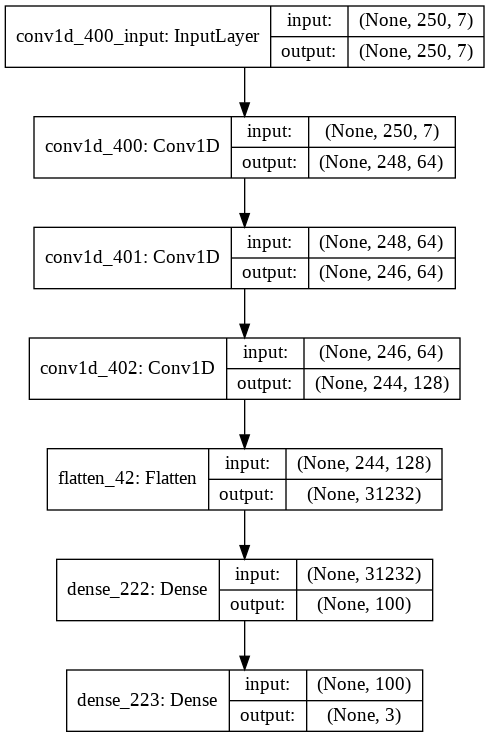 conv1d_400_input: InputLayer
input: (None, 250, 7)
output: (None, 250, 7)
conv1d_400: Conv1D
input: (None, 250, 7)
output: (None, 248, 64)
conv1d_401: Conv1D
input: (None, 248, 64)
output: (None, 246, 64)
conv1d_402: Conv1D
input: (None, 246, 64)
output: (None, 244, 128)
flatten_42: Flatten
input: (None, 244, 128)
output: (None, 31232)
dense_222: Dense
input: (None, 31232)
output: (None, 100)
dense_223: Dense
input: (None, 100)
output: (None, 3)